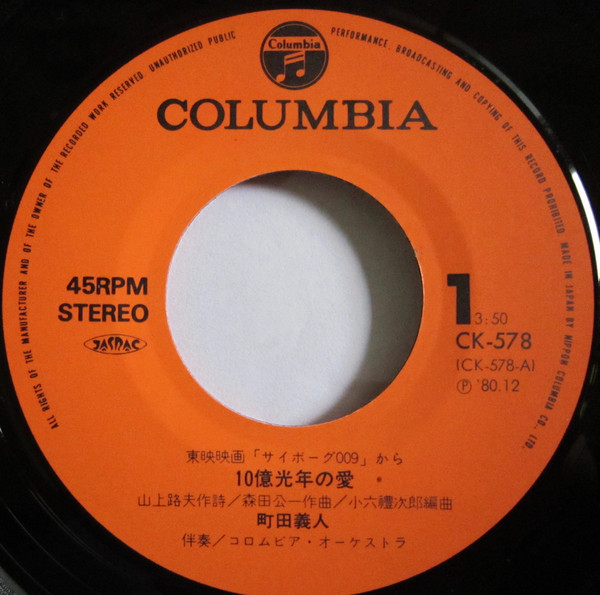 ALL RIGHTS OF THE MANUFACTURER AND OF THE OWNER OF THE RECORDED WORK RESERVED UNAUTHORIZED PUBLIC PERFORMANCE. BROADCASTING AND COPYING OF THIS RECORD PROHIBITED. MADE IN JAPAN BY NIPPON COLUMBIA CO., LTD.
Columbia
COLUMBIA
45RPM
STEREO
JASRAC
1
3:50
CK-578
(CK-578-A)
Ⓟ '80.12
東映映画「サイボーグ009」から
10億光年の愛
山上路夫作詩/森田公一作曲/小六禮次郎編曲
町田義人
伴奏/コロムビア・オーケストラ